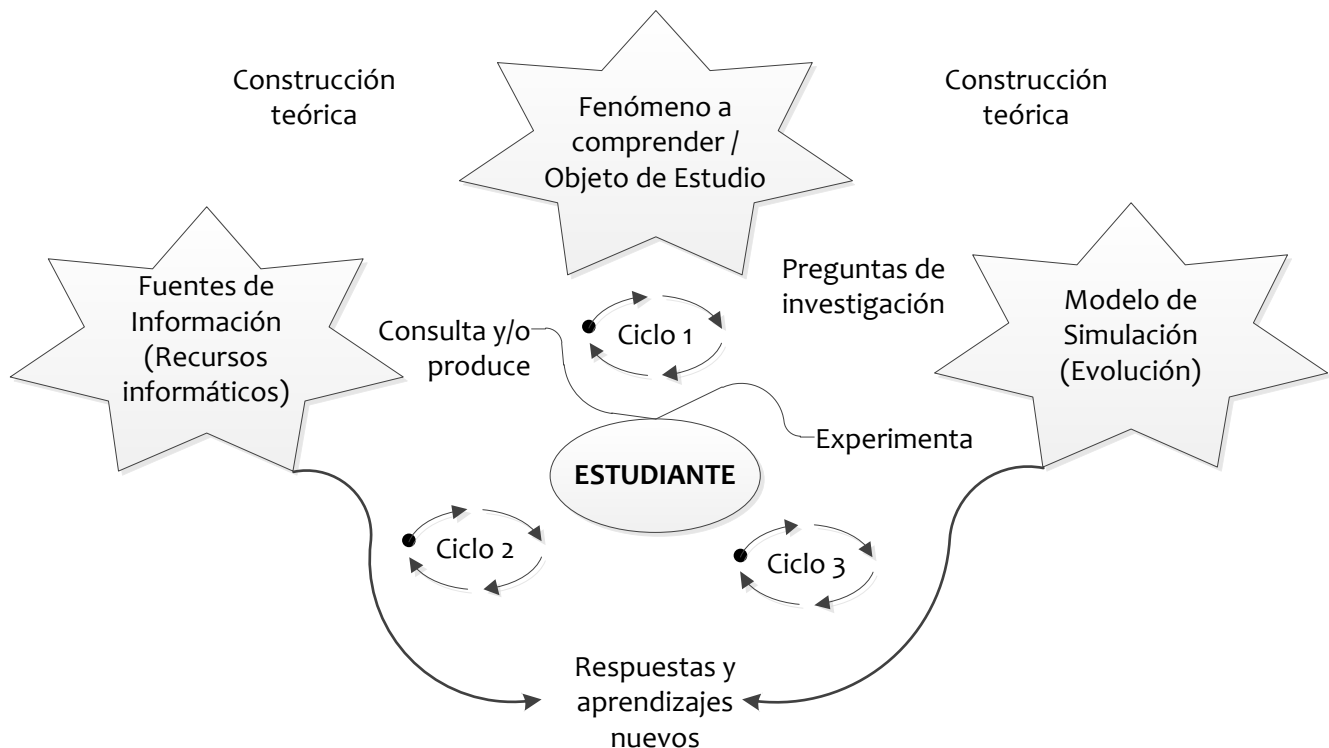 Construcción
teórica
Fenómeno a
comprender /
Objeto de Estudio
Construcción
teórica
Fuentes de
Información
(Recursos
informáticos)
Consulta y/o
produce
Ciclo 1
Preguntas de
investigación
Modelo de
Simulación
(Evolución)
Experimenta
ESTUDIANTE
Ciclo 2
Ciclo 3
Respuestas y
aprendizajes
nuevos